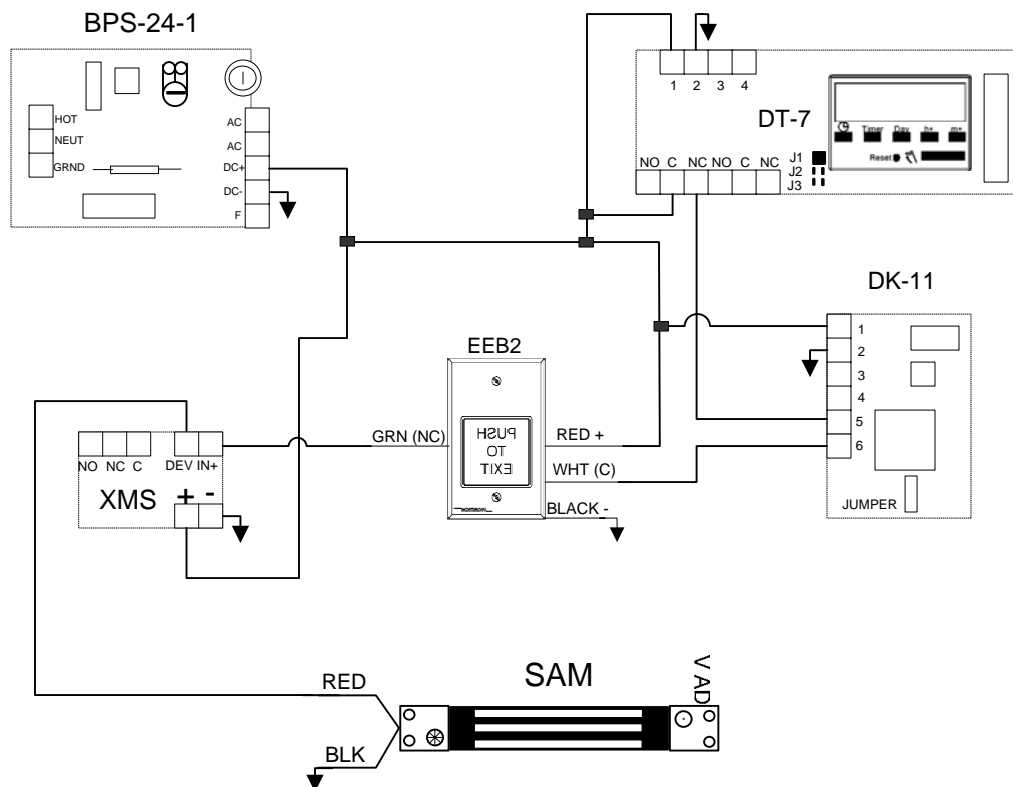 BPS-24-1
HOT
NEUT
GRND
AC
AC
DC+
DC-
F
1 2 3 4
DT-7
Timer Day h+ m+
Reset
NO C NC NO C NC
J1
J2
J3
DK-11
1
2
3
4
5
6
JUMPER
EEB2
GRN (NC)
PUSH
TO
EXIT
RED +
WHT (C)
BLACK -
NO NC C DEV IN+
XMS + -
SAM
V AD
RED
BLK